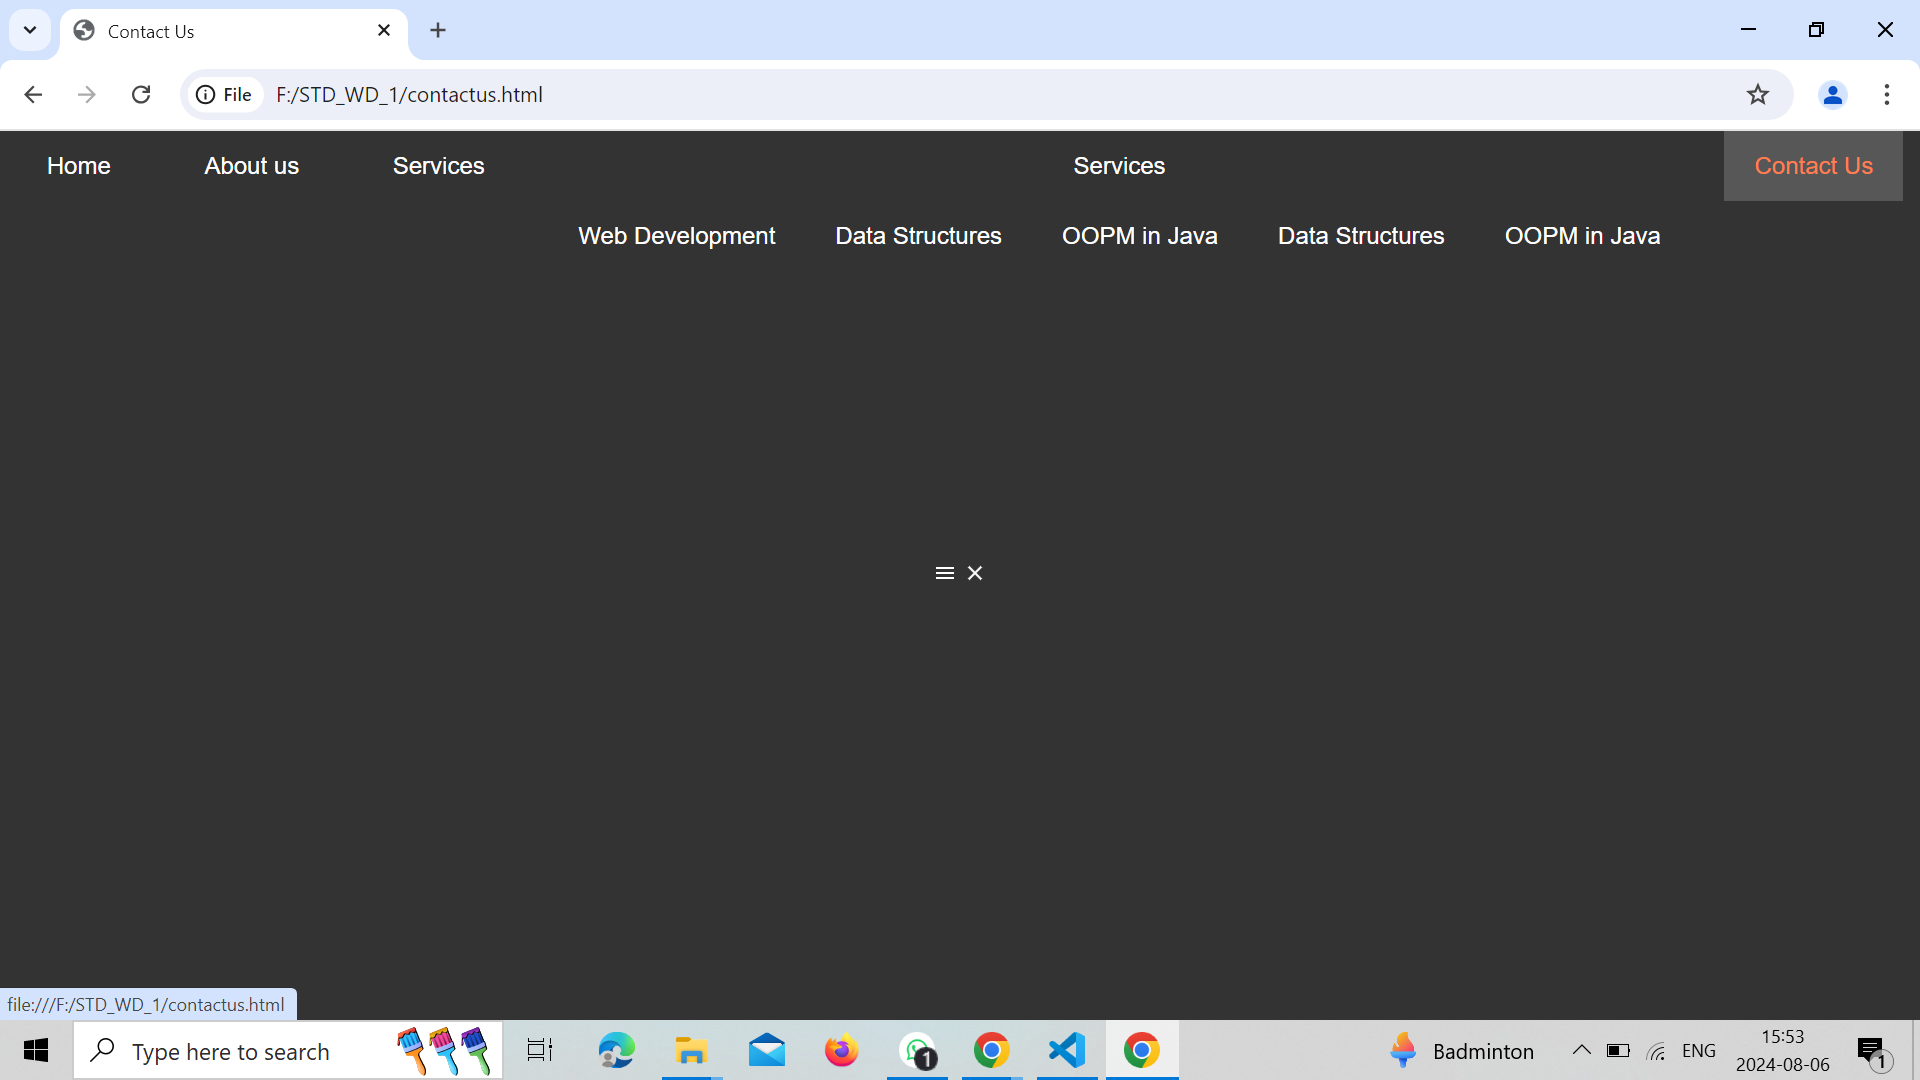 Contact Us
File F:/STD_WD_1/contactus.html
Home About us Services Services Contact Us
Web Development Data Structures OOPM in Java Data Structures OOPM in Java
file:///F:/STD_WD_1/contactus.html
Type here to search 1 Badminton ENG 15:53 1
2024-08-06